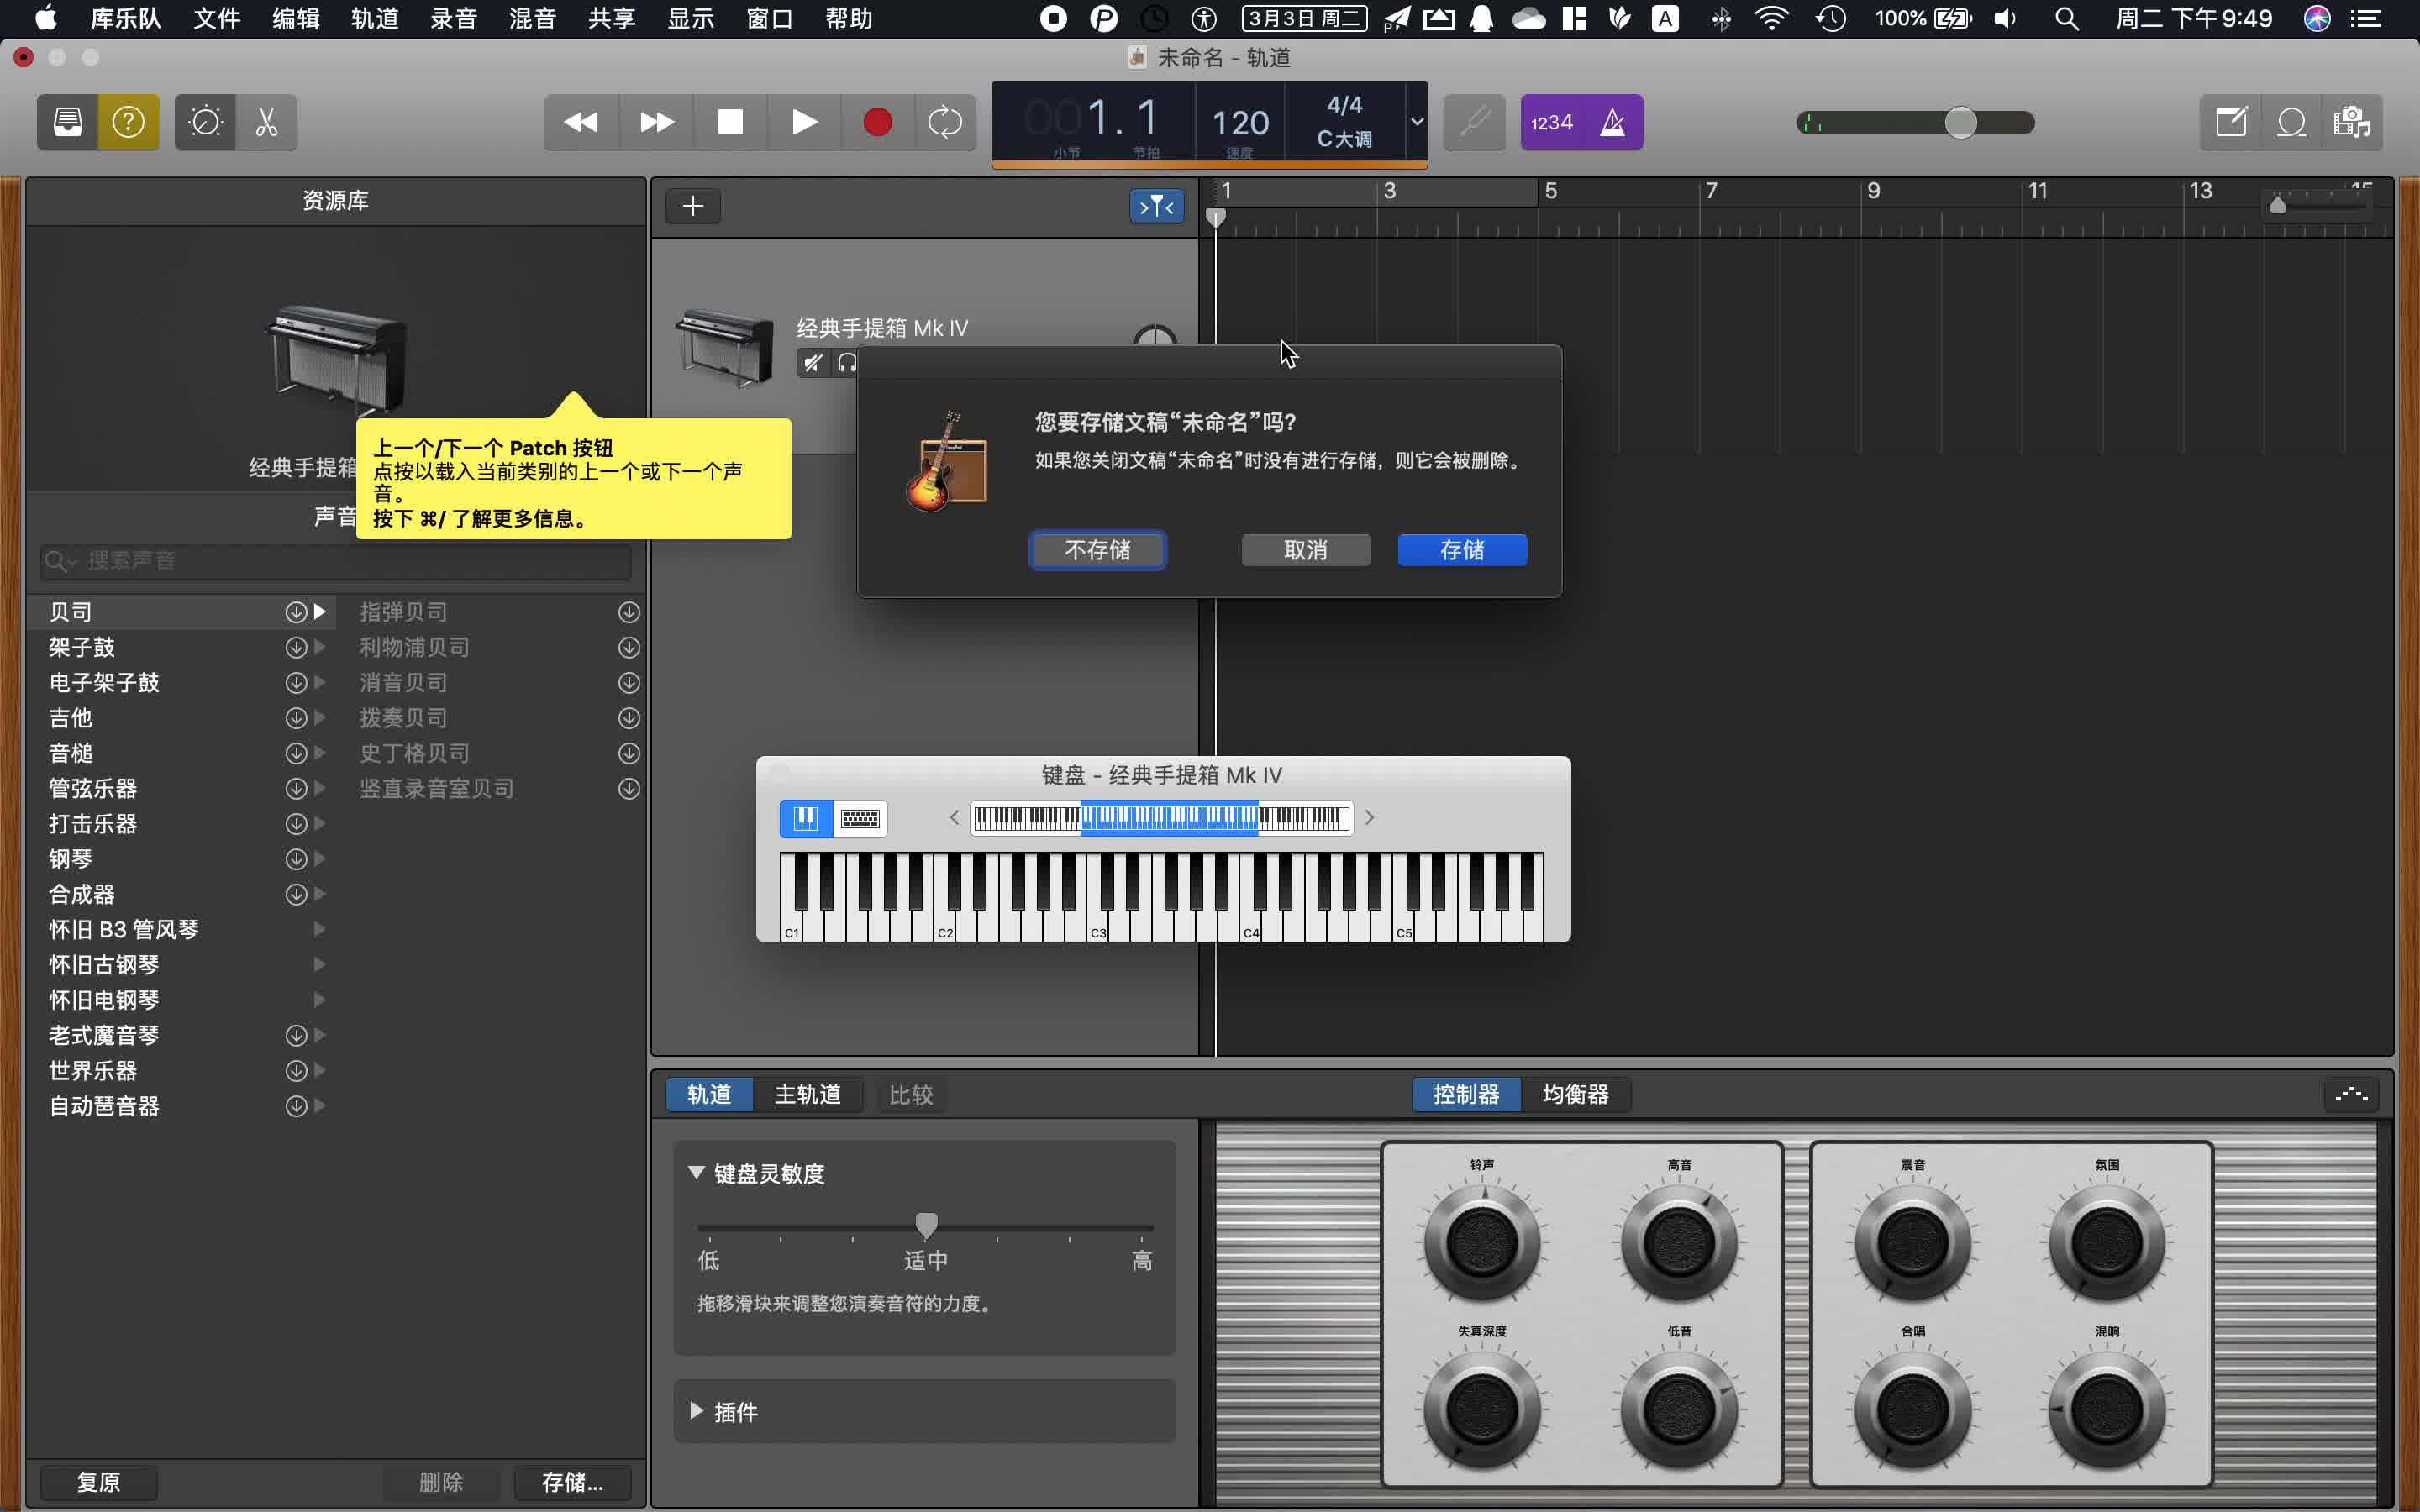 库乐队 文件 编辑 轨道 录音 混音 共享 显示 窗口 帮助 3月3日 周二 A 100% 周二 下午9:49
未命名 - 轨道
001. 1 120 4/4 C大调
小节 节拍 速度
1234
资源库
1 3 5 7 9 11 13 15
经典手提箱 Mk IV
经典手提箱
上一个/下一个 Patch 按钮
点按以载入当前类别的上一个或下一个声
音。
按下 ⌘/ 了解更多信息。
声音
搜索声音
您要存储文稿“未命名”吗?
如果您关闭文稿“未命名”时没有进行存储，则它会被删除。
不存储 取消 存储
贝司
架子鼓
电子架子鼓
吉他
音槌
管弦乐器
打击乐器
钢琴
合成器
怀旧 B3 管风琴
怀旧古钢琴
怀旧电钢琴
老式魔音琴
世界乐器
自动琶音器
指弹贝司
利物浦贝司
消音贝司
拨奏贝司
史丁格贝司
竖直录音室贝司
键盘 - 经典手提箱 Mk IV
C1 C2 C3 C4 C5
轨道 主轨道 比较 控制器 均衡器
键盘灵敏度
低 适中 高
拖移滑块来调整您演奏音符的力度。
插件
铃声 高音 震音 氛围
失真深度 低音 合唱 混响
复原 删除 存储...